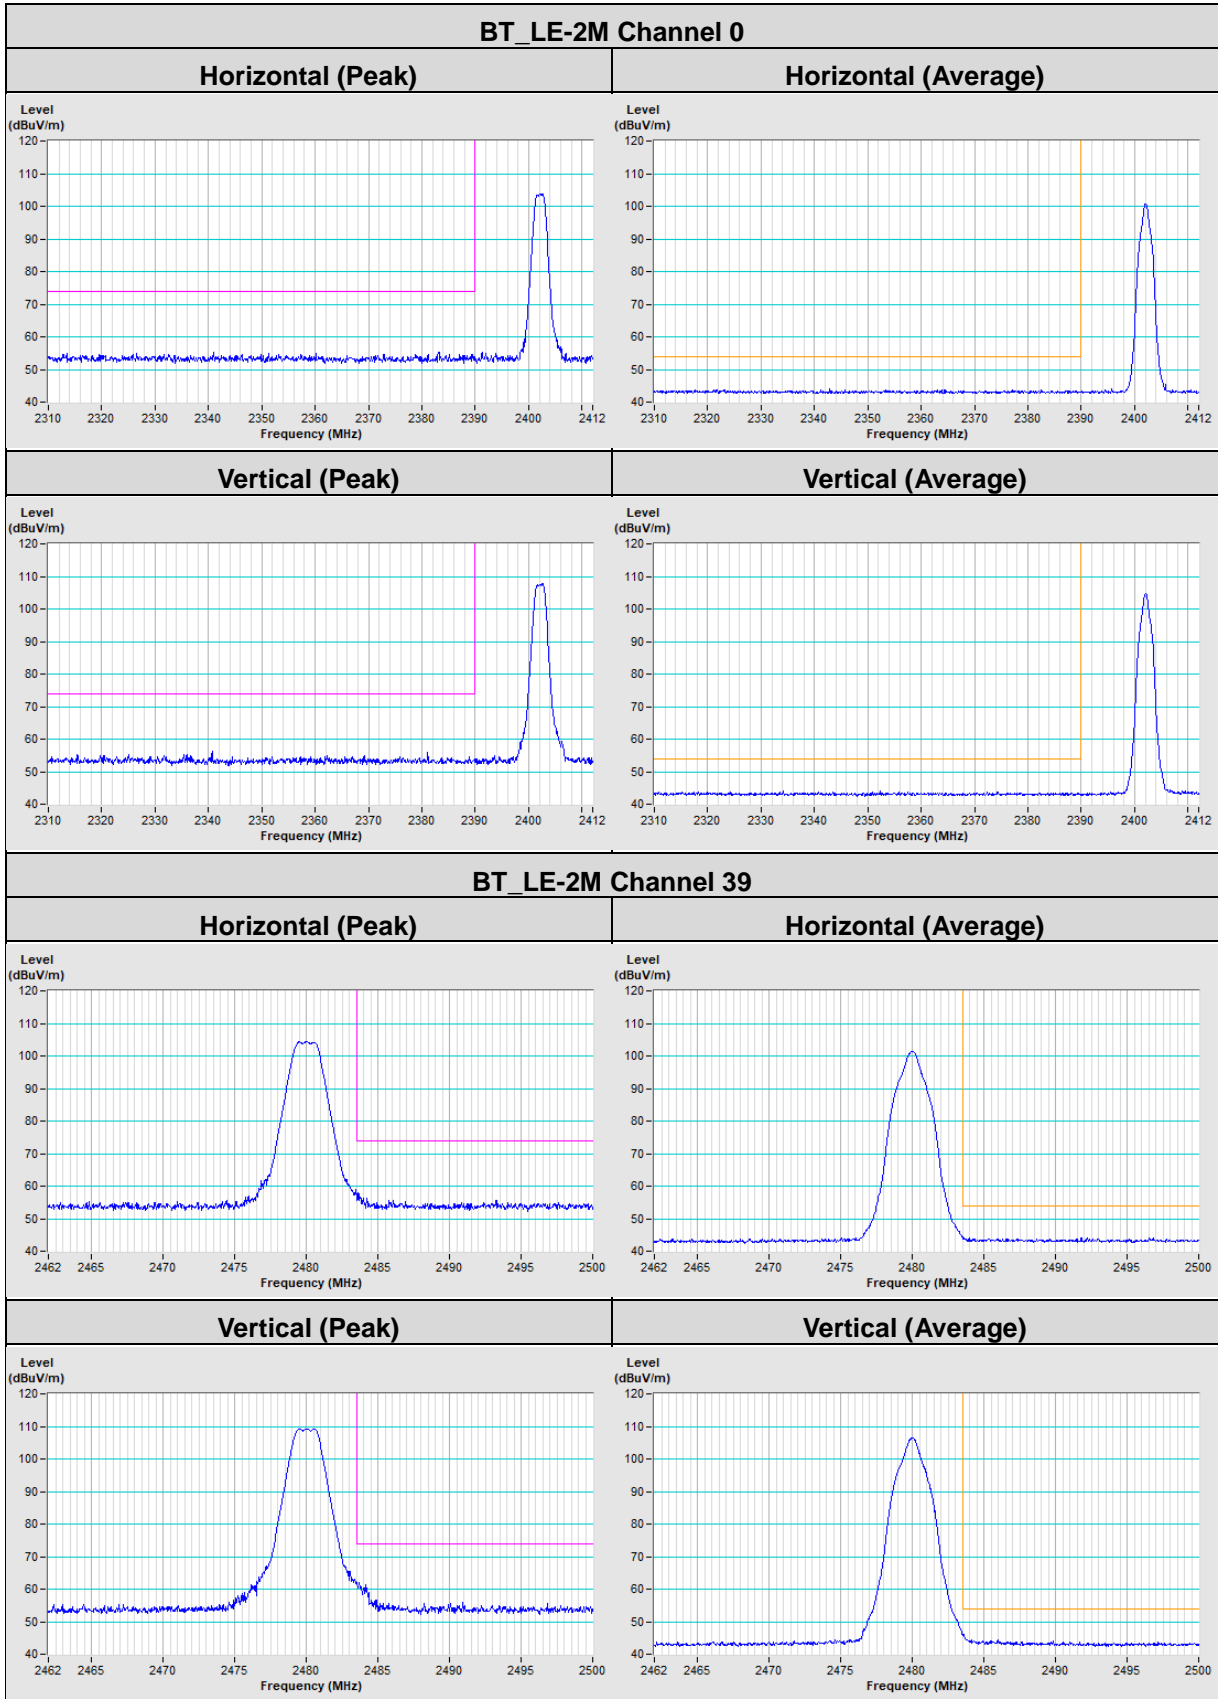 BT_LE-2M Channel 0
Horizontal (Peak)
Horizontal (Average)
Level
(dBuV/m)
120
110
100
90
80
70
60
50
40
2310 2320 2330 2340 2350 2360 2370 2380 2390 2400 2412
Frequency (MHz)
Level
(dBuV/m)
120
110
100
90
80
70
60
50
40
2310 2320 2330 2340 2350 2360 2370 2380 2390 2400 2412
Frequency (MHz)
Vertical (Peak)
Vertical (Average)
Level
(dBuV/m)
120
110
100
90
80
70
60
50
40
2310 2320 2330 2340 2350 2360 2370 2380 2390 2400 2412
Frequency (MHz)
Level
(dBuV/m)
120
110
100
90
80
70
60
50
40
2310 2320 2330 2340 2350 2360 2370 2380 2390 2400 2412
Frequency (MHz)
BT_LE-2M Channel 39
Horizontal (Peak)
Horizontal (Average)
Level
(dBuV/m)
120
110
100
90
80
70
60
50
40
2462 2465 2470 2475 2480 2485 2490 2495 2500
Frequency (MHz)
Level
(dBuV/m)
120
110
100
90
80
70
60
50
40
2462 2465 2470 2475 2480 2485 2490 2495 2500
Frequency (MHz)
Vertical (Peak)
Vertical (Average)
Level
(dBuV/m)
120
110
100
90
80
70
60
50
40
2462 2465 2470 2475 2480 2485 2490 2495 2500
Frequency (MHz)
Level
(dBuV/m)
120
110
100
90
80
70
60
50
40
2462 2465 2470 2475 2480 2485 2490 2495 2500
Frequency (MHz)